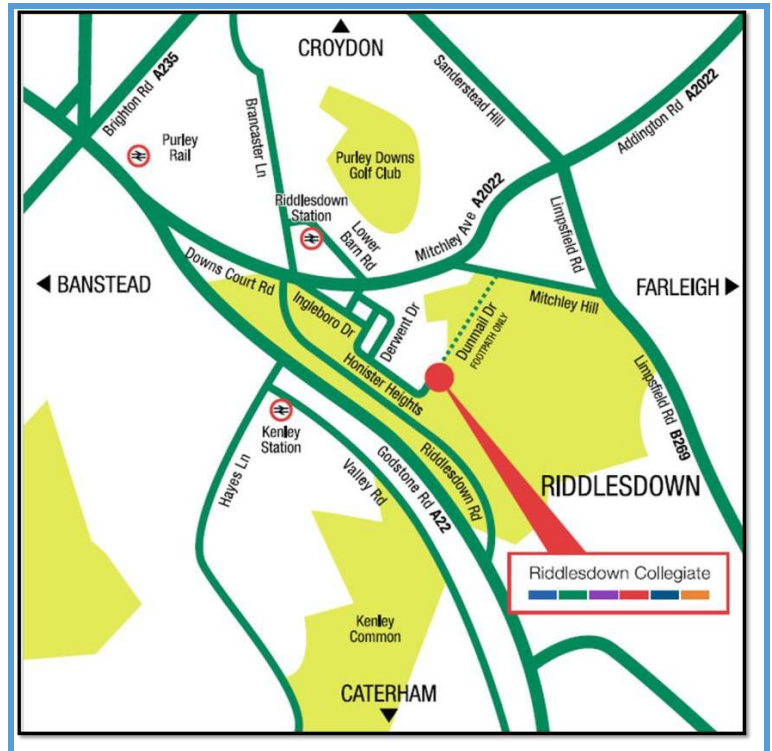 CROYDON
Brighton Rd A235
Brancaster Ln
Sanderstead Hill
Addington Rd A2022
Purley
Rail
Purley Downs
Golf Club
Riddlesdown
Station
Lower
Barn Rd
Mitchley Ave A2022
Limpsfield Rd
BANSTEAD
Downs Court Rd
Ingleboro Dr
Derwent Dr
Dunmail Dr
FOOTPATH ONLY
Mitchley Hill
FARLEIGH
Honister Heights
Limpsfield Rd B269
Kenley
Station
Hayes Ln
Valley Rd
Godstone Rd A22
Riddlesdown Rd
RIDDLESDOWN
Riddlesdown Collegiate
Kenley
Common
CATERHAM